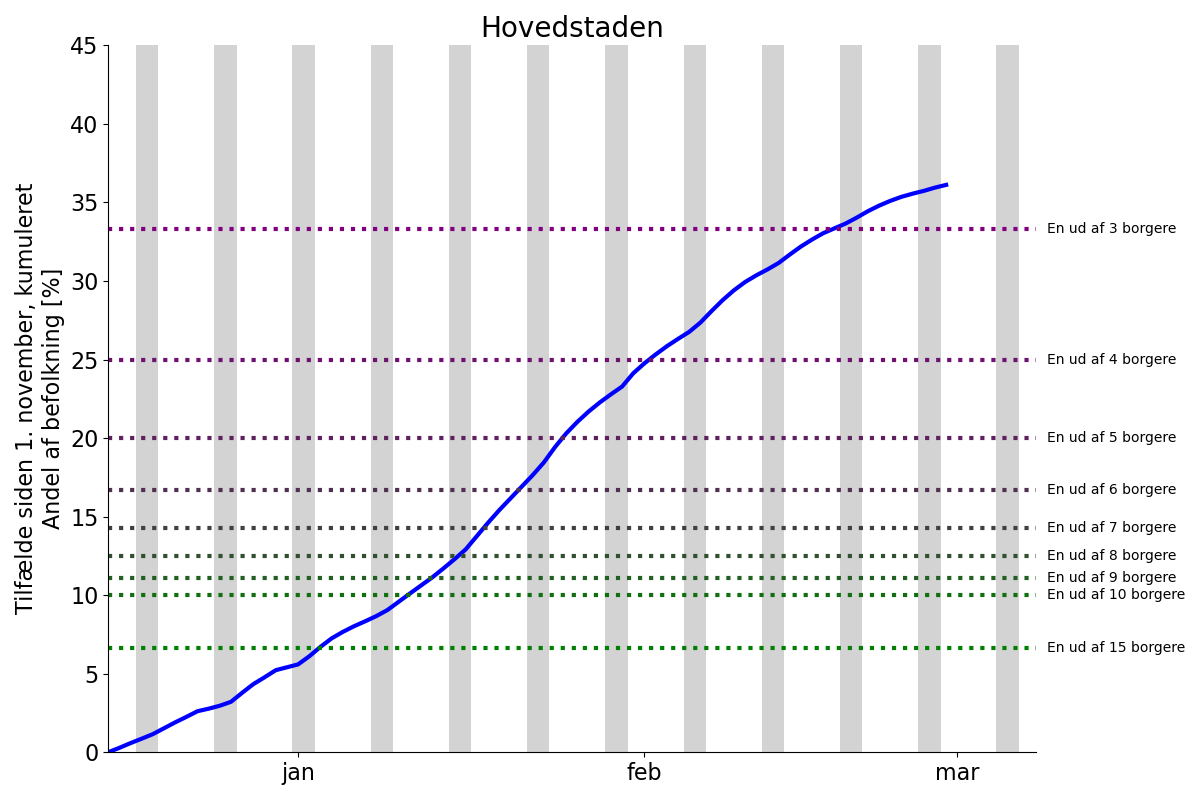 Hovedstaden
Tilfælde siden 1. november, kumuleret
Andel af befolkning [%]
45
40
35
30
25
20
15
10
5
0
jan
feb
mar
En ud af 3 borgere
En ud af 4 borgere
En ud af 5 borgere
En ud af 6 borgere
En ud af 7 borgere
En ud af 8 borgere
En ud af 9 borgere
En ud af 10 borgere
En ud af 15 borgere